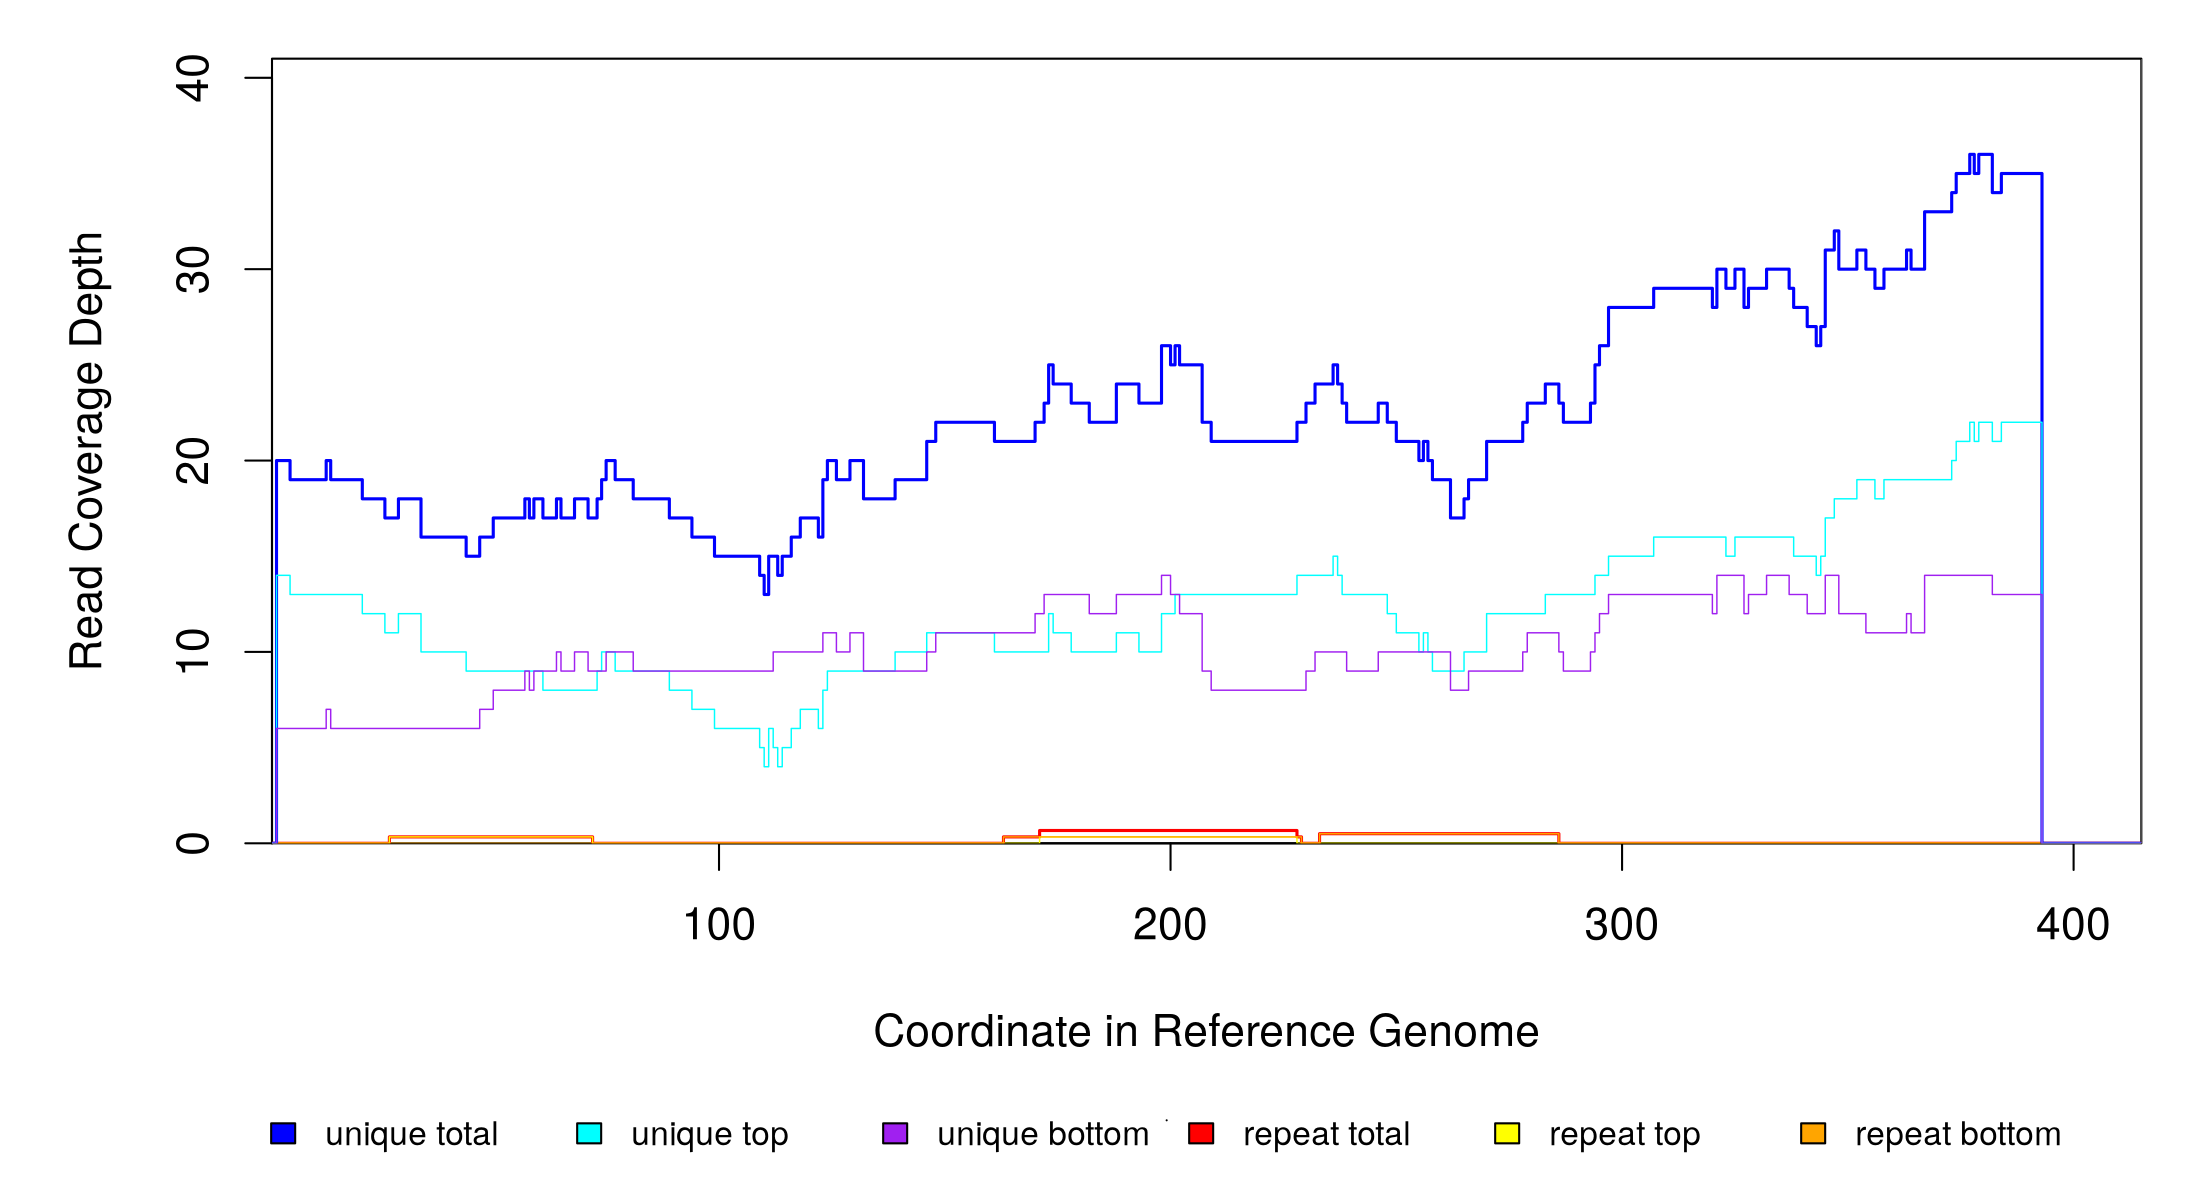 Read Coverage Depth
40
30
20
10
0
100 200 300 400
Coordinate in Reference Genome
unique total unique top unique bottom repeat total repeat top repeat bottom